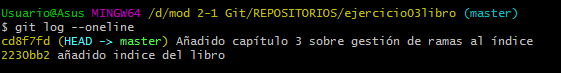 Usuario@Asus MINGW64 /d/mod 2-1 Git/REPOSITORIOS/ejercicio03libro (master)
$ git log --oneline
cd8f7fd (HEAD -> master) Añadido capítulo 3 sobre gestión de ramas al índice
2230bb2 añadido indice del libro